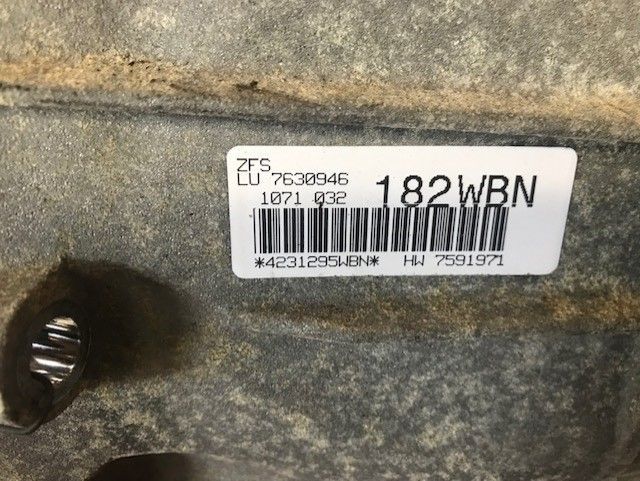 ZFS
LU 7630946
1071 032 182WBN
*4231295WBN* HW 7591971